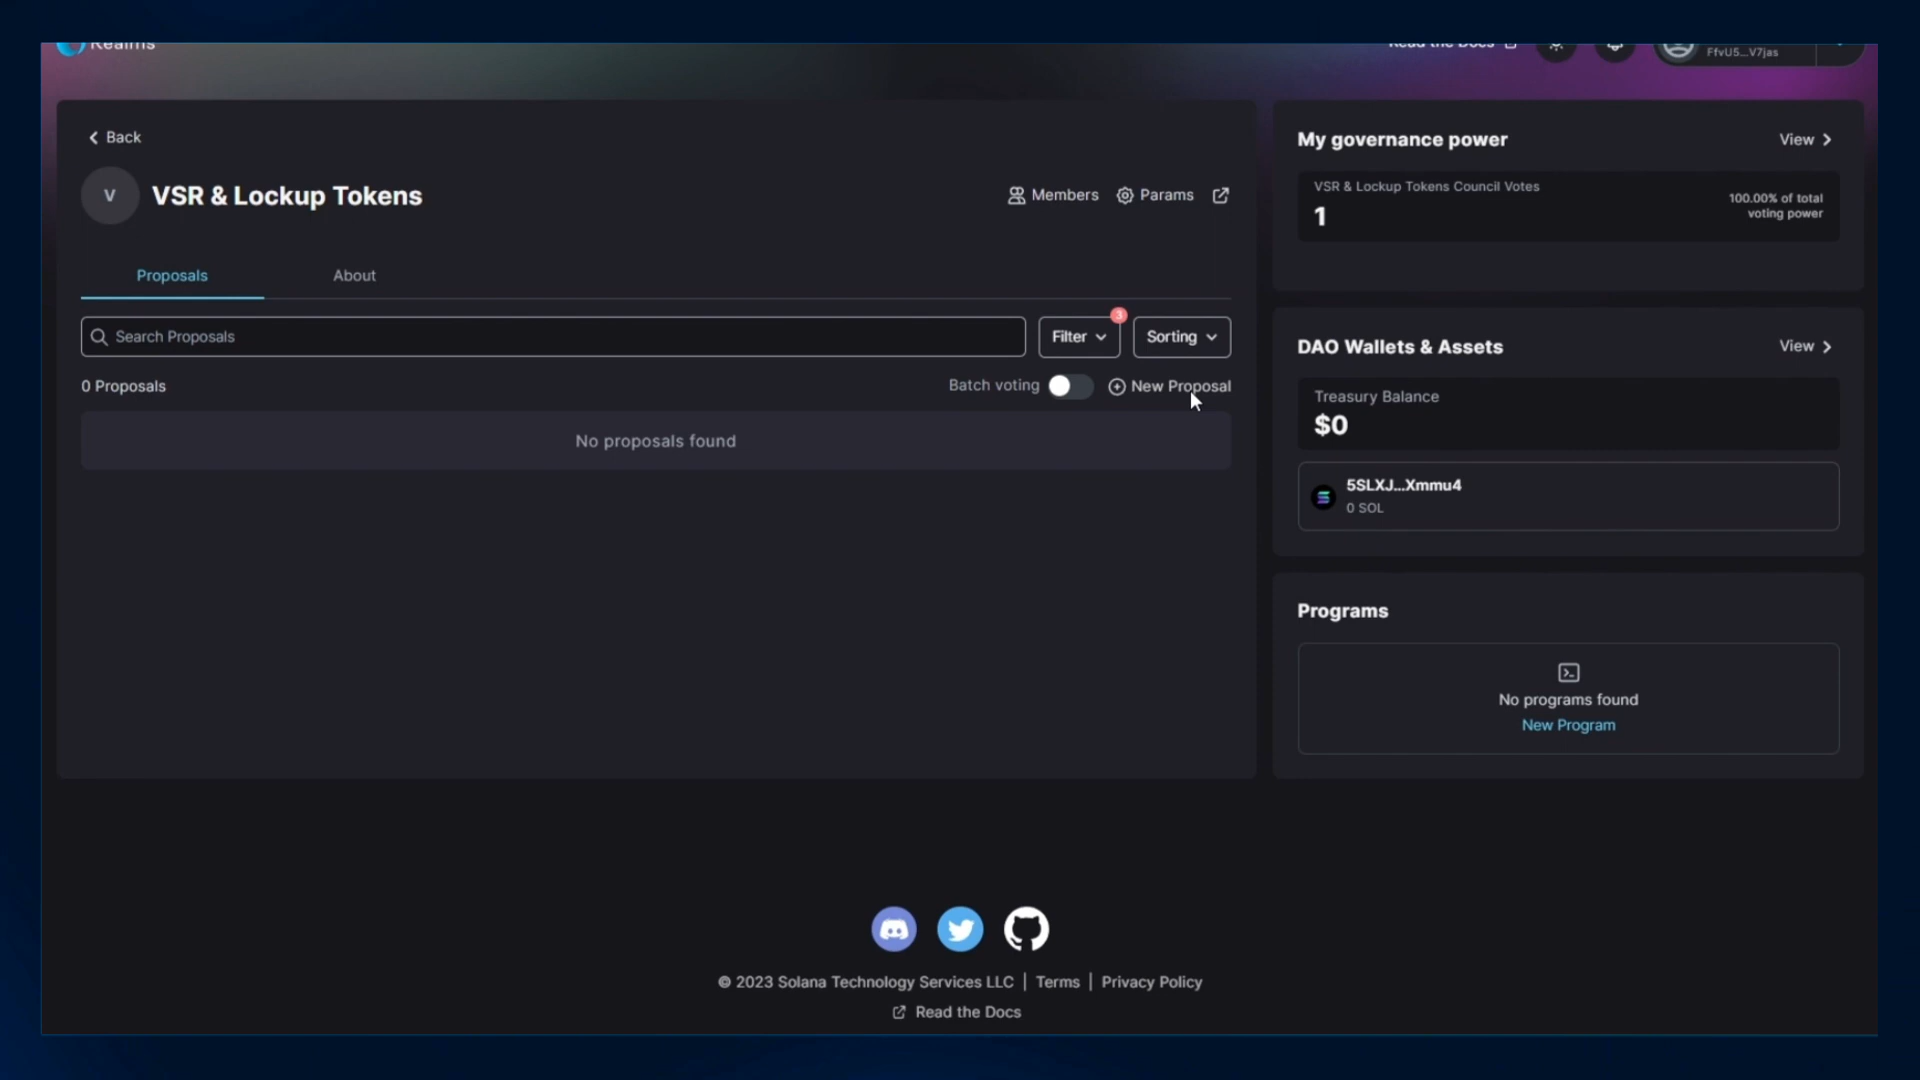 Realms
Read the Docs
FfvU5...V7jas
Back
V
VSR & Lockup Tokens
Members
Params
Proposals
About
Search Proposals
Filter
3
Sorting
0 Proposals
Batch voting
New Proposal
No proposals found
My governance power
View
VSR & Lockup Tokens Council Votes
1
100.00% of total
voting power
DAO Wallets & Assets
View
Treasury Balance
$0
5SLXJ...Xmmu4
0 SOL
Programs
No programs found
New Program
© 2023 Solana Technology Services LLC | Terms | Privacy Policy
Read the Docs